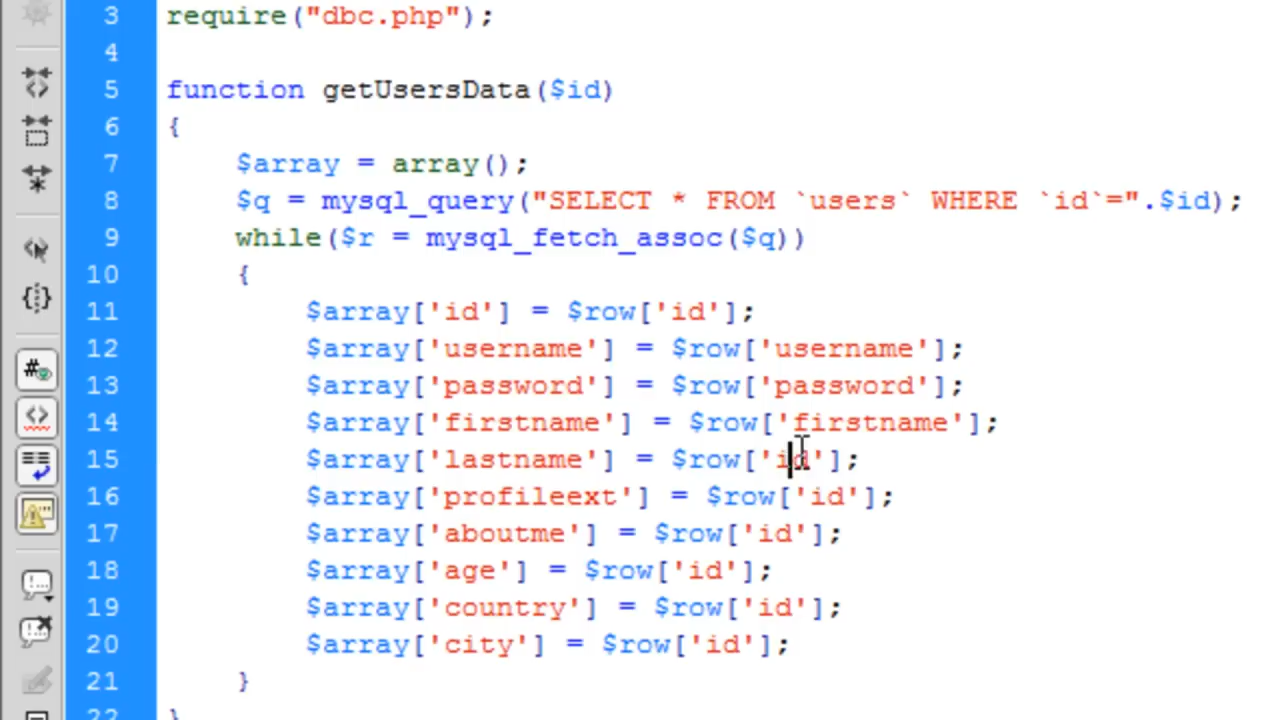 3 require("dbc.php");
4
5 function getUsersData($id)
6 {
7 $array = array();
8 $q = mysql_query("SELECT * FROM `users` WHERE `id`=".$id);
9 while($r = mysql_fetch_assoc($q))
10 {
11 $array['id'] = $row['id'];
12 $array['username'] = $row['username'];
13 $array['password'] = $row['password'];
14 $array['firstname'] = $row['firstname'];
15 $array['lastname'] = $row['id'];
16 $array['profileext'] = $row['id'];
17 $array['aboutme'] = $row['id'];
18 $array['age'] = $row['id'];
19 $array['country'] = $row['id'];
20 $array['city'] = $row['id'];
21 }
22 }